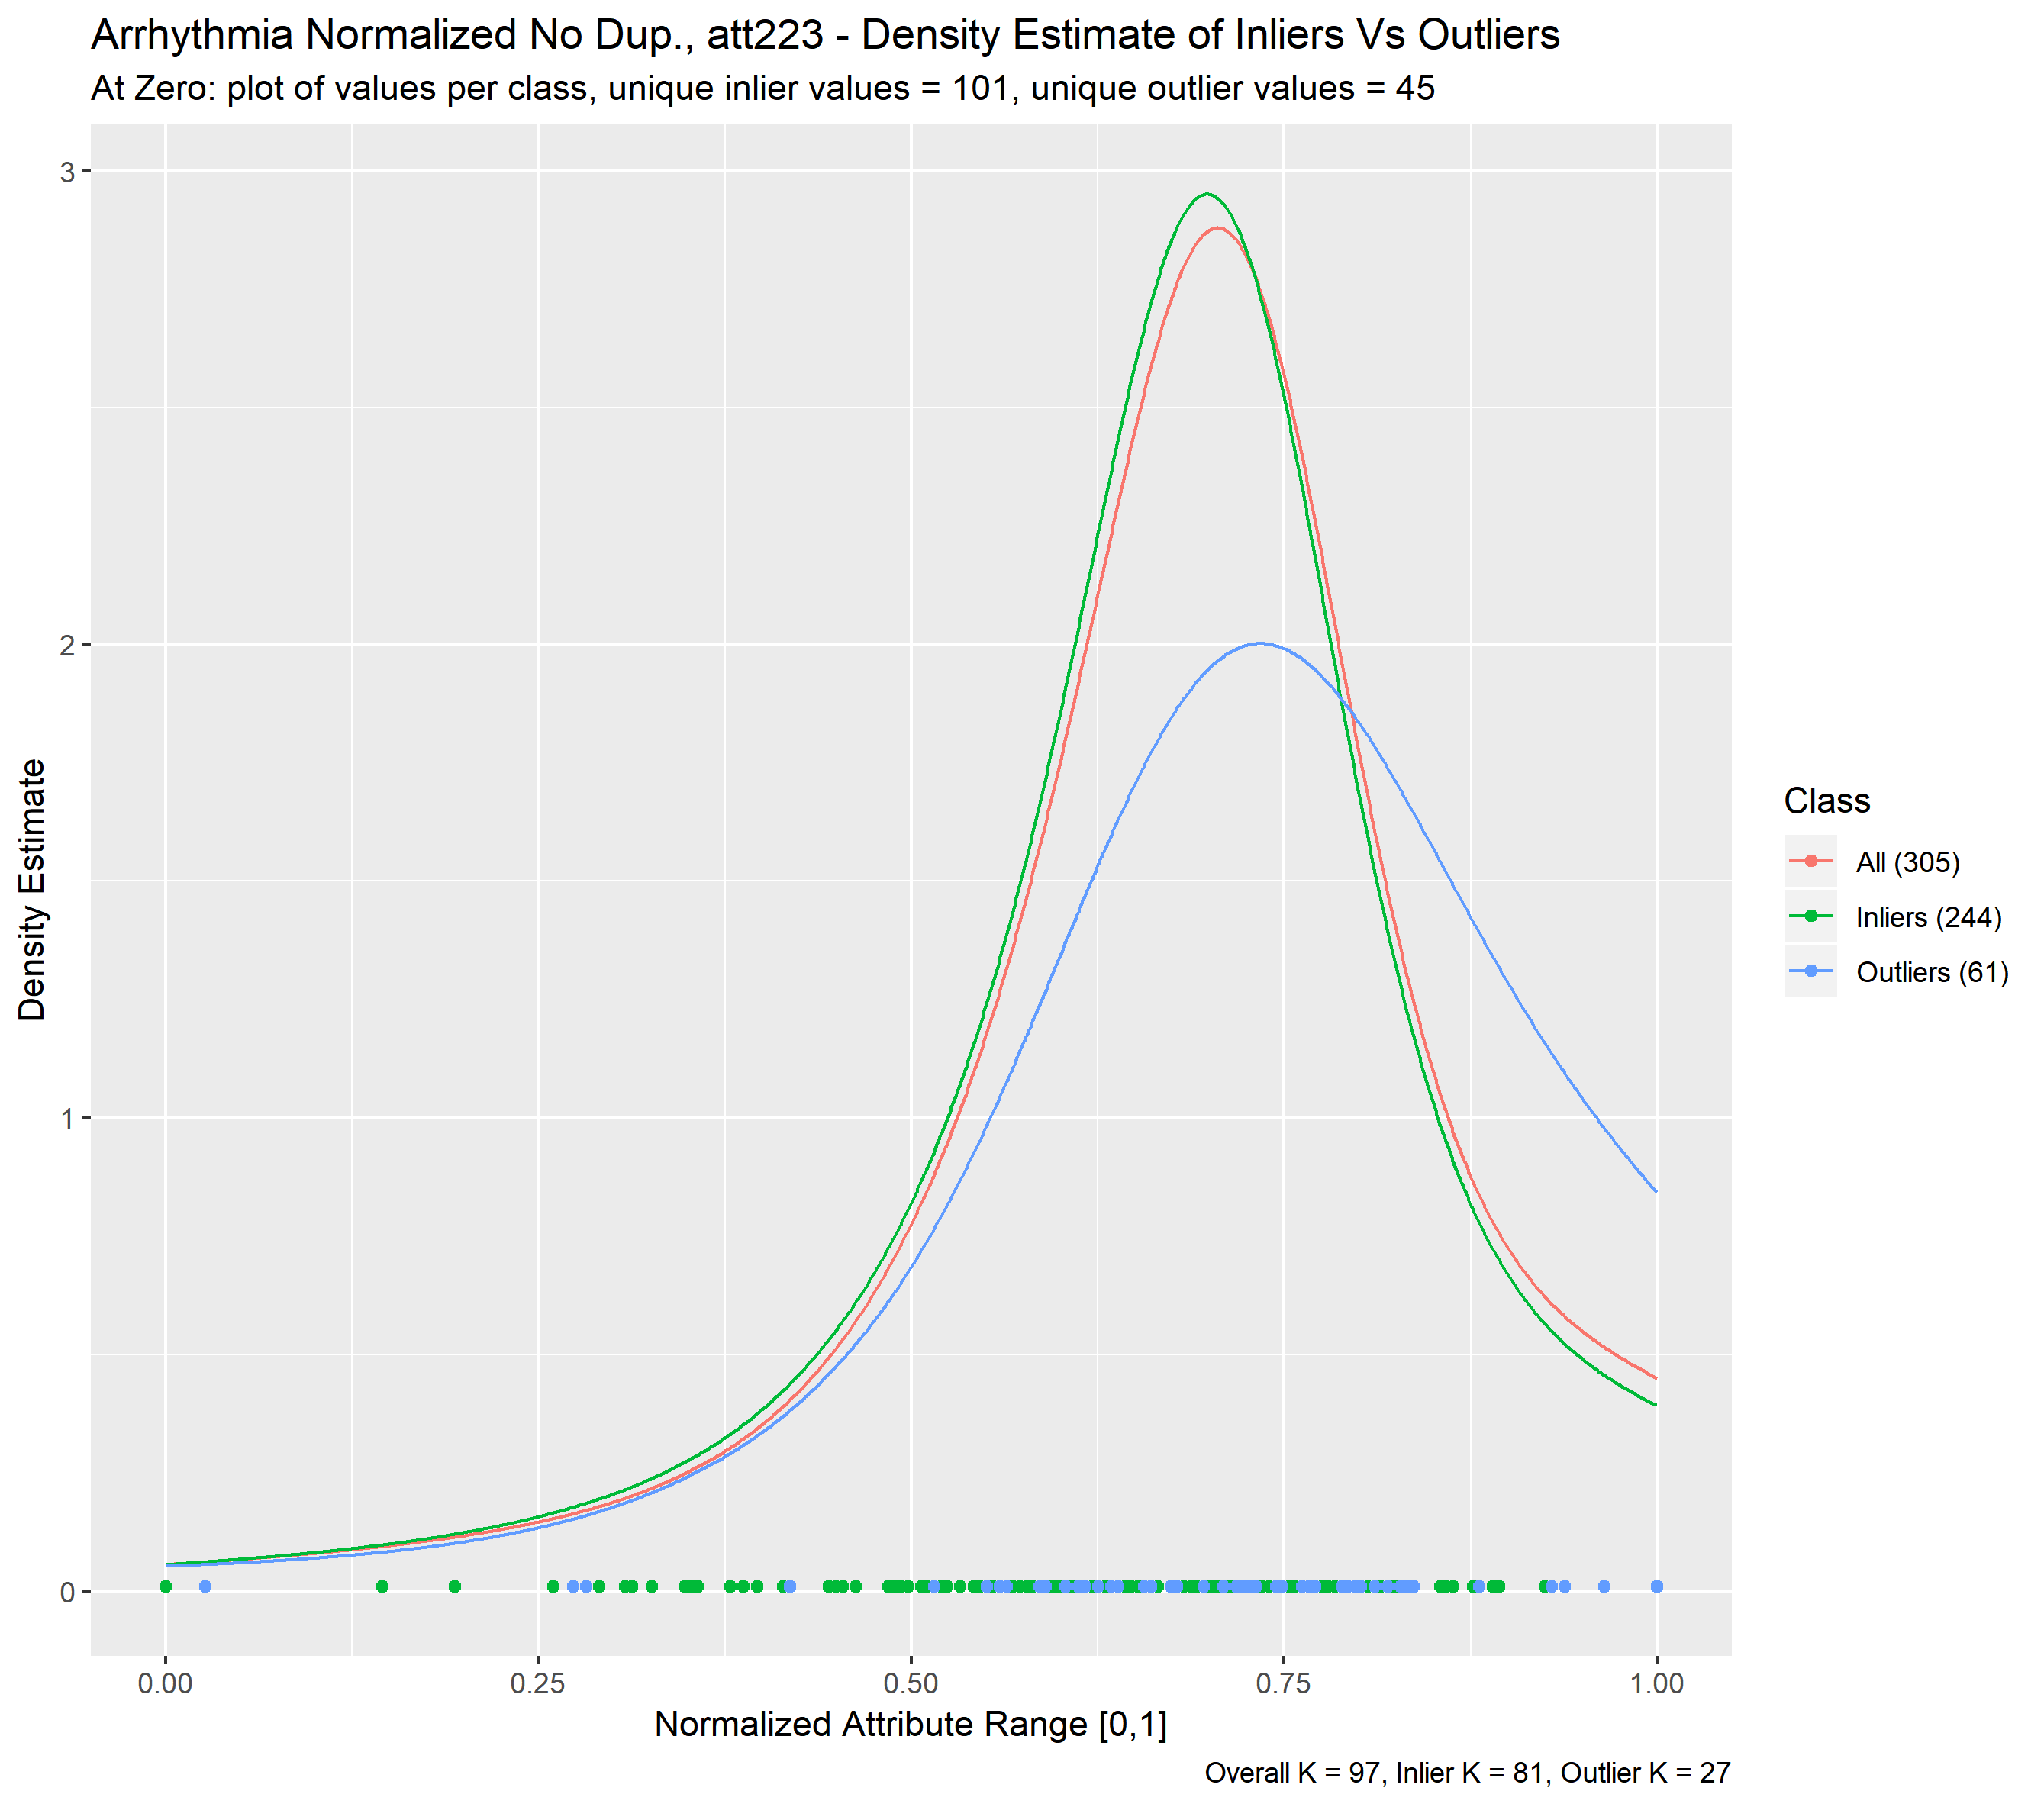 Arrhythmia Normalized No Dup., att223 - Density Estimate of Inliers Vs Outliers
At Zero: plot of values per class, unique inlier values = 101, unique outlier values = 45
3
2
1
0
Density Estimate
0.00 0.25 0.50 0.75 1.00
Normalized Attribute Range [0,1]
Class
All (305)
Inliers (244)
Outliers (61)
Overall K = 97, Inlier K = 81, Outlier K = 27